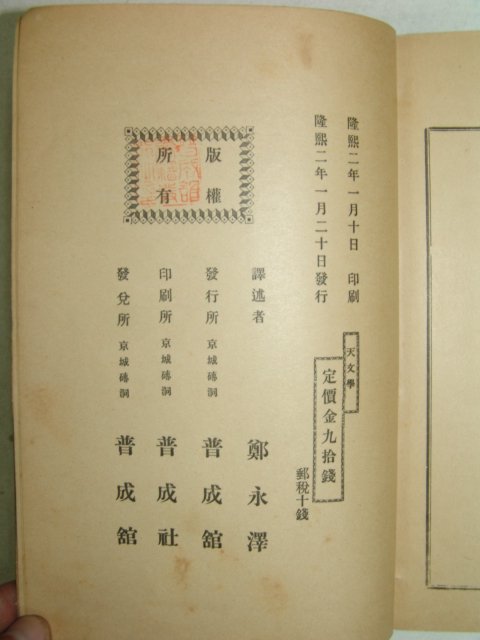 隆熙二年一月十日 印刷
隆熙二年一月二十日發行
天文學
定價金九拾錢
郵稅十錢
版權
所有
譯述者 鄭永澤
發行所 京城磚洞 普成舘
印刷所 京城磚洞 普成社
發兌所 京城磚洞 普成舘